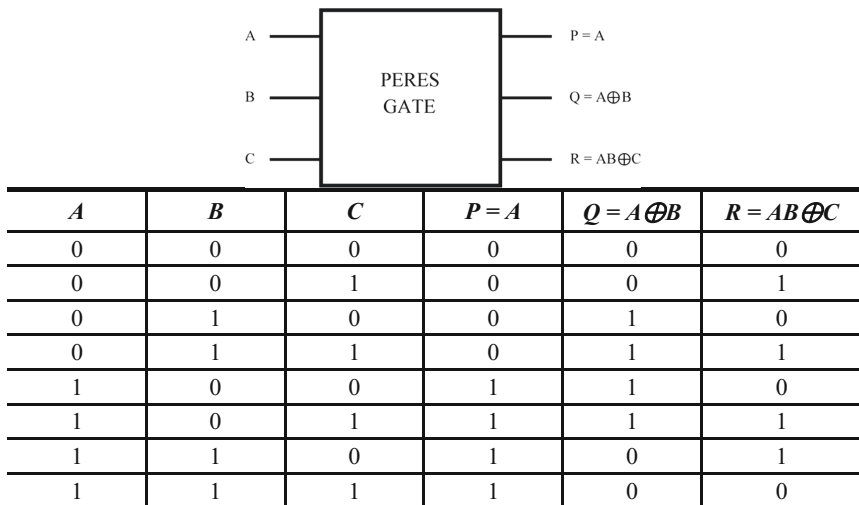 A
P = A
PERES
GATE
B
Q = A⊕B
C
R = AB⊕C
A B C P = A Q = A⊕B R = AB⊕C
0 0 0 0 0 0
0 0 1 0 0 1
0 1 0 0 1 0
0 1 1 0 1 1
1 0 0 1 1 0
1 0 1 1 1 1
1 1 0 1 0 1
1 1 1 1 0 0